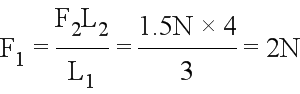 F₁ = F₂L₂ / L₁ = 1.5N × 4 / 3 = 2N